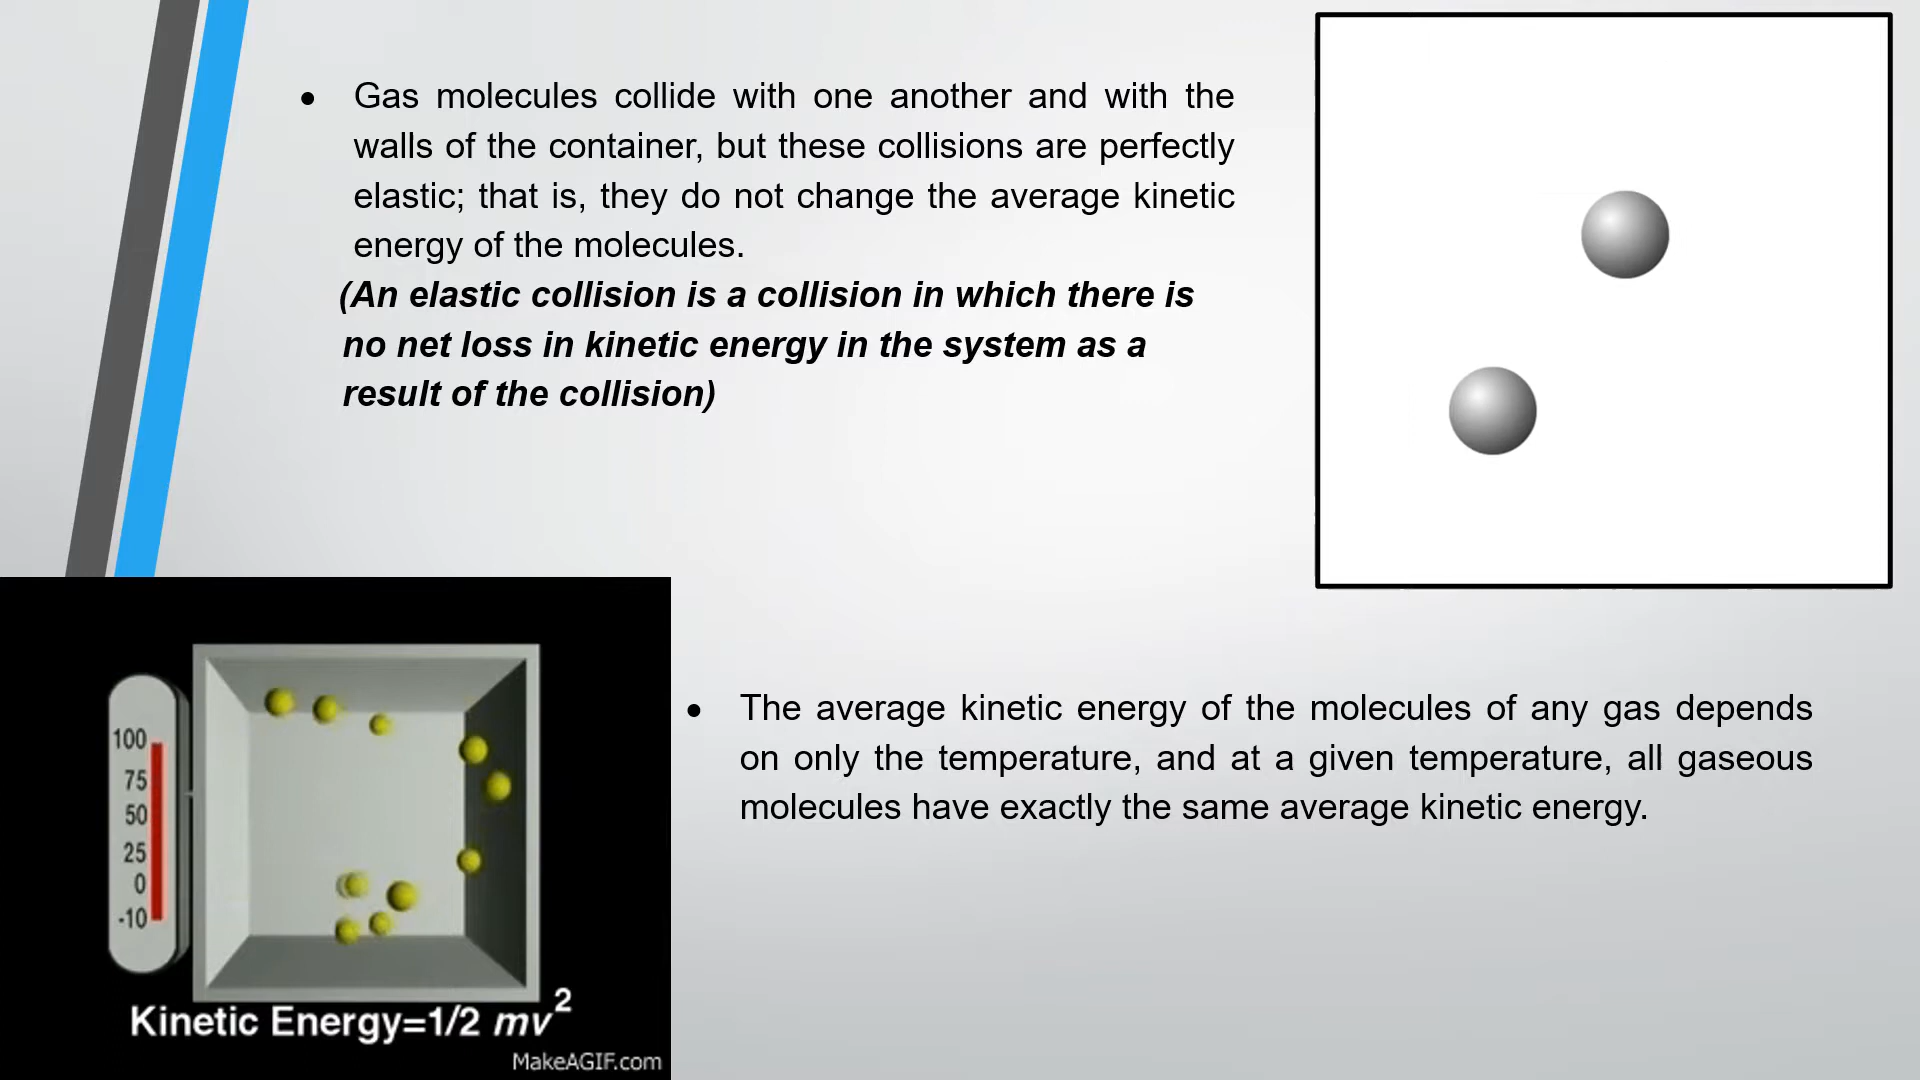 ● Gas molecules collide with one another and with the
walls of the container, but these collisions are perfectly
elastic; that is, they do not change the average kinetic
energy of the molecules.
(An elastic collision is a collision in which there is
no net loss in kinetic energy in the system as a
result of the collision)
100
75
50
25
0
-10
Kinetic Energy=1/2 mv²
MakeAGIF.com
● The average kinetic energy of the molecules of any gas depends
on only the temperature, and at a given temperature, all gaseous
molecules have exactly the same average kinetic energy.